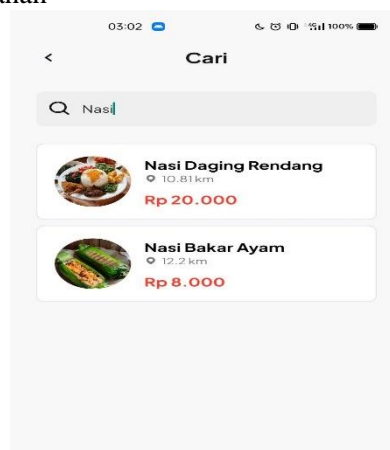 03:02
100%
<
Cari
Nasi
Nasi Daging Rendang
10.81km
Rp 20.000
Nasi Bakar Ayam
12.2 km
Rp 8.000